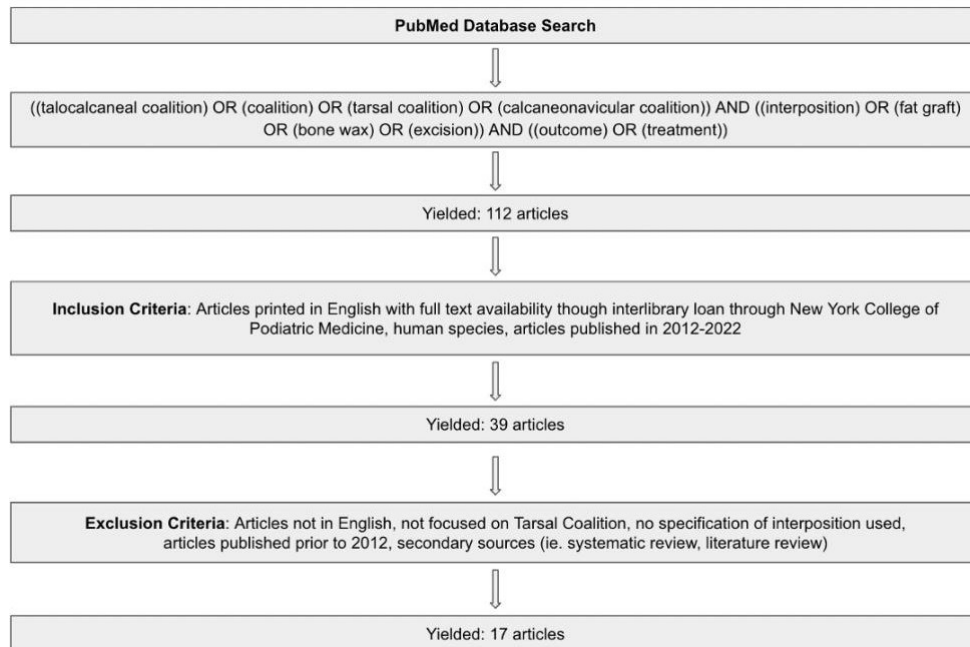 PubMed Database Search
((talocalcaneal coalition) OR (coalition) OR (tarsal coalition) OR (calcaneonavicular coalition)) AND ((interposition) OR (fat graft)
OR (bone wax) OR (excision)) AND ((outcome) OR (treatment))
Yielded: 112 articles
Inclusion Criteria: Articles printed in English with full text availability though interlibrary loan through New York College of
Podiatric Medicine, human species, articles published in 2012-2022
Yielded: 39 articles
Exclusion Criteria: Articles not in English, not focused on Tarsal Coalition, no specification of interposition used,
articles published prior to 2012, secondary sources (ie. systematic review, literature review)
Yielded: 17 articles